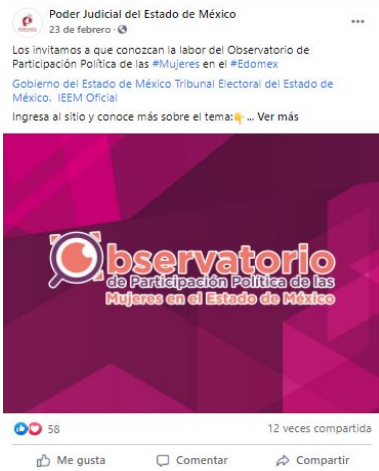 Poder Judicial del Estado de México
23 de febrero ·
Los invitamos a que conozcan la labor del Observatorio de
Participación Política de las #Mujeres en el #Edomex
Gobierno del Estado de México Tribunal Electoral del Estado de
México. IEEM Oficial
Ingresa al sitio y conoce más sobre el tema:👇... Ver más
Observatorio
de Participación Política de las
Mujeres en el Estado de México
58
12 veces compartida
Me gusta
Comentar
Compartir